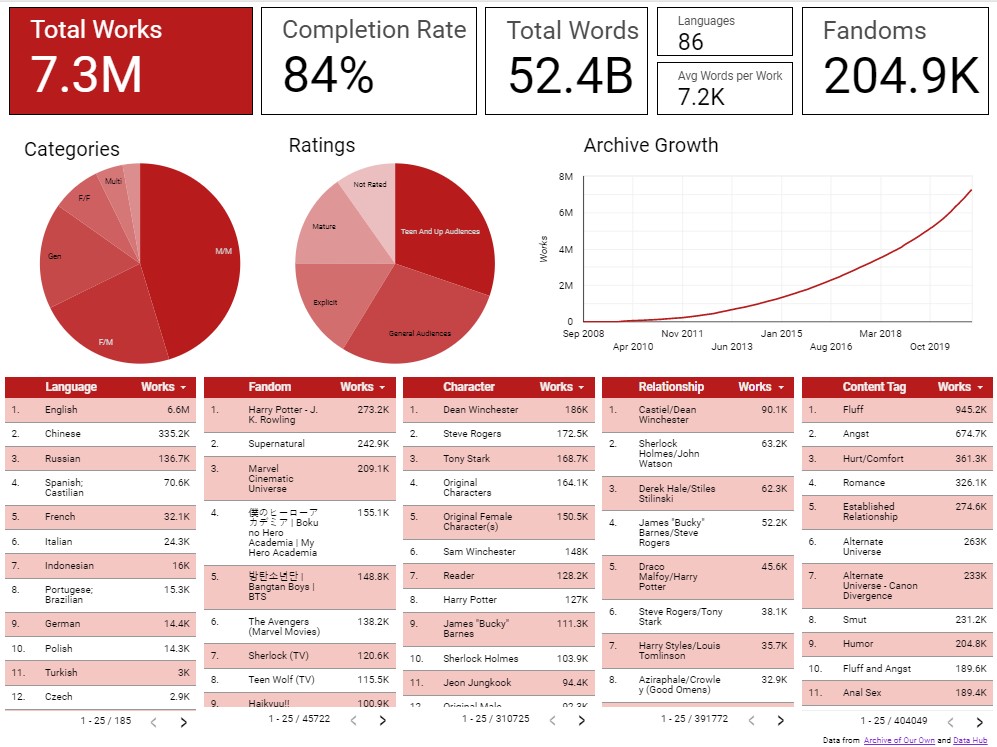 Total Works
7.3M
Completion Rate
84%
Total Words
52.4B
Languages
86
Avg Words per Work
7.2K
Fandoms
204.9K
Categories
M/M
F/M
Gen
F/F
Multi
Ratings
Teen And Up Audiences
General Audiences
Explicit
Mature
Not Rated
Archive Growth
Works
8M
6M
4M
2M
0
Sep 2008
Apr 2010
Nov 2011
Jun 2013
Jan 2015
Aug 2016
Mar 2018
Oct 2019
Language Works
1. English 6.6M
2. Chinese 335.2K
3. Russian 136.7K
4. Spanish; 70.6K
Castilian
5. French 32.1K
6. Italian 24.3K
7. Indonesian 16K
8. Portugese; 15.3K
Brazilian
9. German 14.4K
10. Polish 14.3K
11. Turkish 3K
12. Czech 2.9K
1 - 25 / 185
Fandom Works
1. Harry Potter - J. 273.2K
K. Rowling
2. Supernatural 242.9K
3. Marvel 209.1K
Cinematic
Universe
4. 僕のヒーローア 155.1K
カデミア | Boku
no Hero
Academia | My
Hero Academia
5. 방탄소년단 | 148.8K
Bangtan Boys |
BTS
6. The Avengers 138.2K
(Marvel Movies)
7. Sherlock (TV) 120.6K
8. Teen Wolf (TV) 115.5K
9. Haikyuu!! 100.9K
1 - 25 / 45722
Character Works
1. Dean Winchester 186K
2. Steve Rogers 172.5K
3. Tony Stark 168.7K
4. Original 164.1K
Characters
5. Original Female 150.5K
Character(s)
6. Sam Winchester 148K
7. Reader 128.2K
8. Harry Potter 127K
9. James "Bucky" 111.3K
Barnes
10. Sherlock Holmes 103.9K
11. Jeon Jungkook 94.4K
12. Original Male 92.3K
1 - 25 / 310725
Relationship Works
1. Castiel/Dean 90.1K
Winchester
2. Sherlock 63.2K
Holmes/John
Watson
3. Derek Hale/Stiles 62.3K
Stilinski
4. James "Bucky" 52.2K
Barnes/Steve
Rogers
5. Draco 45.6K
Malfoy/Harry
Potter
6. Steve Rogers/Tony 38.1K
Stark
7. Harry Styles/Louis 35.7K
Tomlinson
8. Aziraphale/Crowle 32.9K
y (Good Omens)
1 - 25 / 391772
Content Tag Works
1. Fluff 945.2K
2. Angst 674.7K
3. Hurt/Comfort 361.3K
4. Romance 326.1K
5. Established 274.6K
Relationship
6. Alternate 263K
Universe
7. Alternate 233K
Universe - Canon
Divergence
8. Smut 231.2K
9. Humor 204.8K
10. Fluff and Angst 189.6K
11. Anal Sex 189.4K
1 - 25 / 404049
Data from Archive of Our Own and Data Hub